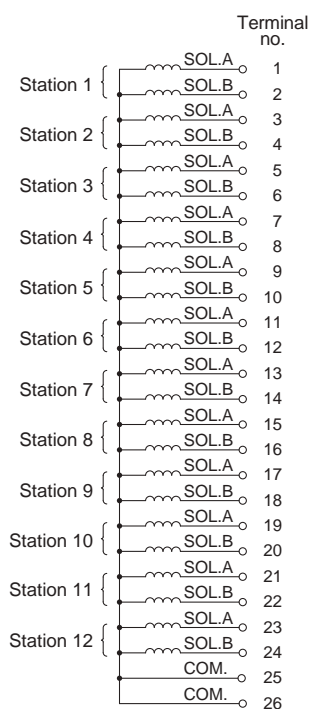 Terminal
no.
SOL.A 1
Station 1
SOL.B 2
SOL.A 3
Station 2
SOL.B 4
SOL.A 5
Station 3
SOL.B 6
SOL.A 7
Station 4
SOL.B 8
SOL.A 9
Station 5
SOL.B 10
SOL.A 11
Station 6
SOL.B 12
SOL.A 13
Station 7
SOL.B 14
SOL.A 15
Station 8
SOL.B 16
SOL.A 17
Station 9
SOL.B 18
SOL.A 19
Station 10
SOL.B 20
SOL.A 21
Station 11
SOL.B 22
SOL.A 23
Station 12
SOL.B 24
COM. 25
COM. 26